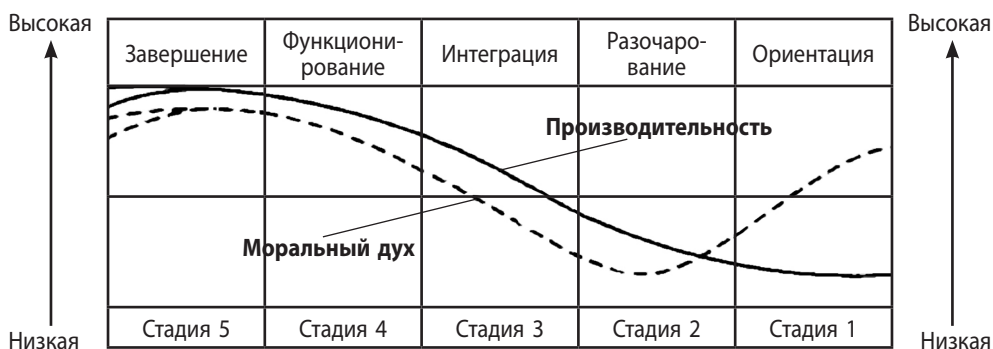 Высокая
Высокая
Завершение
Функциони-
рование
Интеграция
Разочаро-
вание
Ориентация
Производительность
Моральный дух
Низкая
Стадия 5
Стадия 4
Стадия 3
Стадия 2
Стадия 1
Низкая